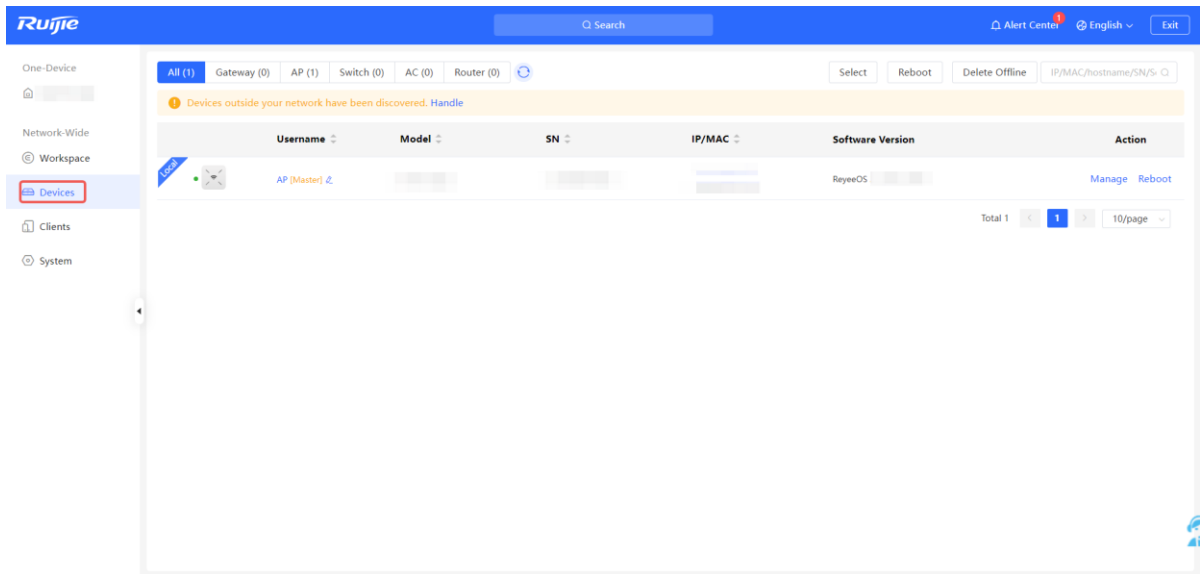 Ruijie
Search
Alert Center
1
English
Exit
One-Device
Network-Wide
Workspace
Devices
Clients
System
All (1) Gateway (0) AP (1) Switch (0) AC (0) Router (0)
Select Reboot Delete Offline IP/MAC/hostname/SN/S
Devices outside your network have been discovered. Handle
Username Model SN IP/MAC Software Version Action
Local
AP [Master] ReyeeOS Manage Reboot
Total 1 < 1 > 10/page